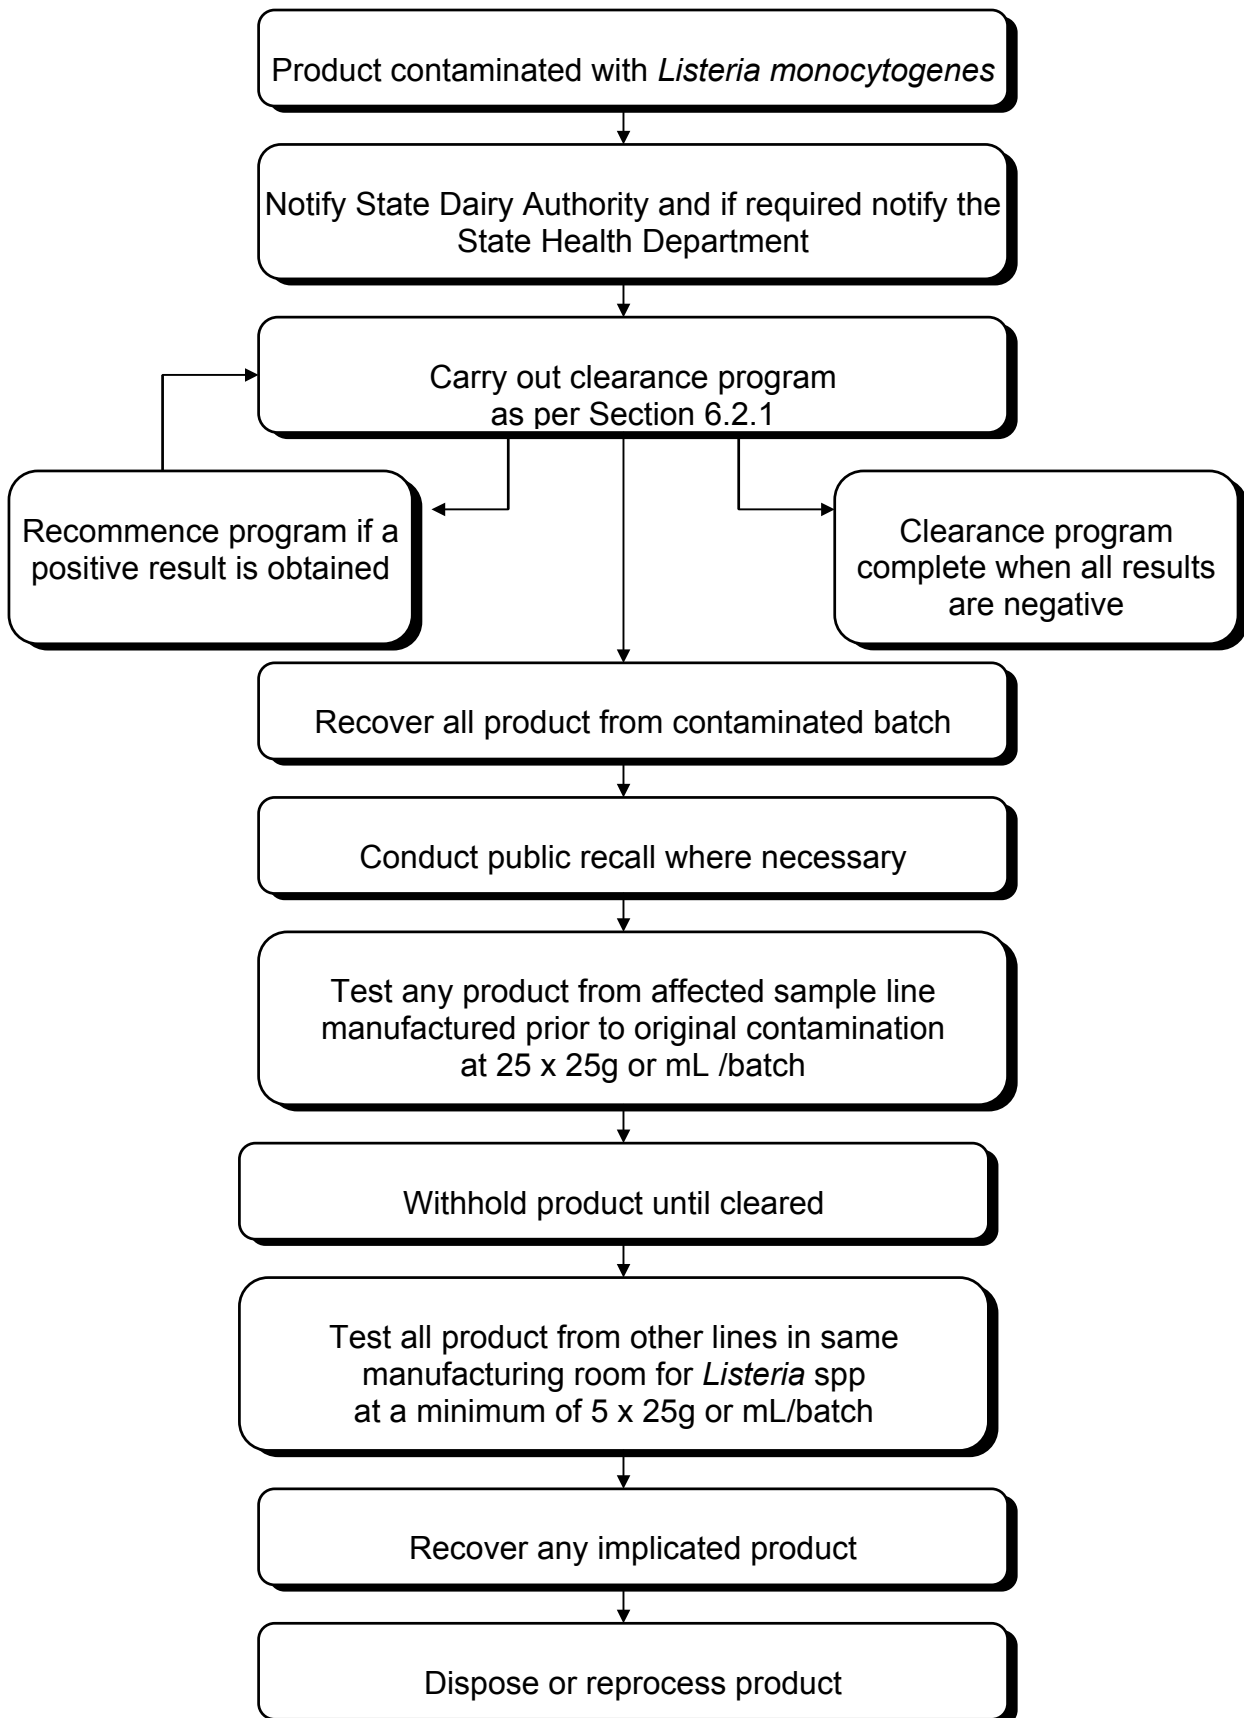 Product contaminated with Listeria monocytogenes
Notify State Dairy Authority and if required notify the
State Health Department
Carry out clearance program
as per Section 6.2.1
Recommence program if a
positive result is obtained
Clearance program
complete when all results
are negative
Recover all product from contaminated batch
Conduct public recall where necessary
Test any product from affected sample line
manufactured prior to original contamination
at 25 x 25g or mL /batch
Withhold product until cleared
Test all product from other lines in same
manufacturing room for Listeria spp
at a minimum of 5 x 25g or mL/batch
Recover any implicated product
Dispose or reprocess product